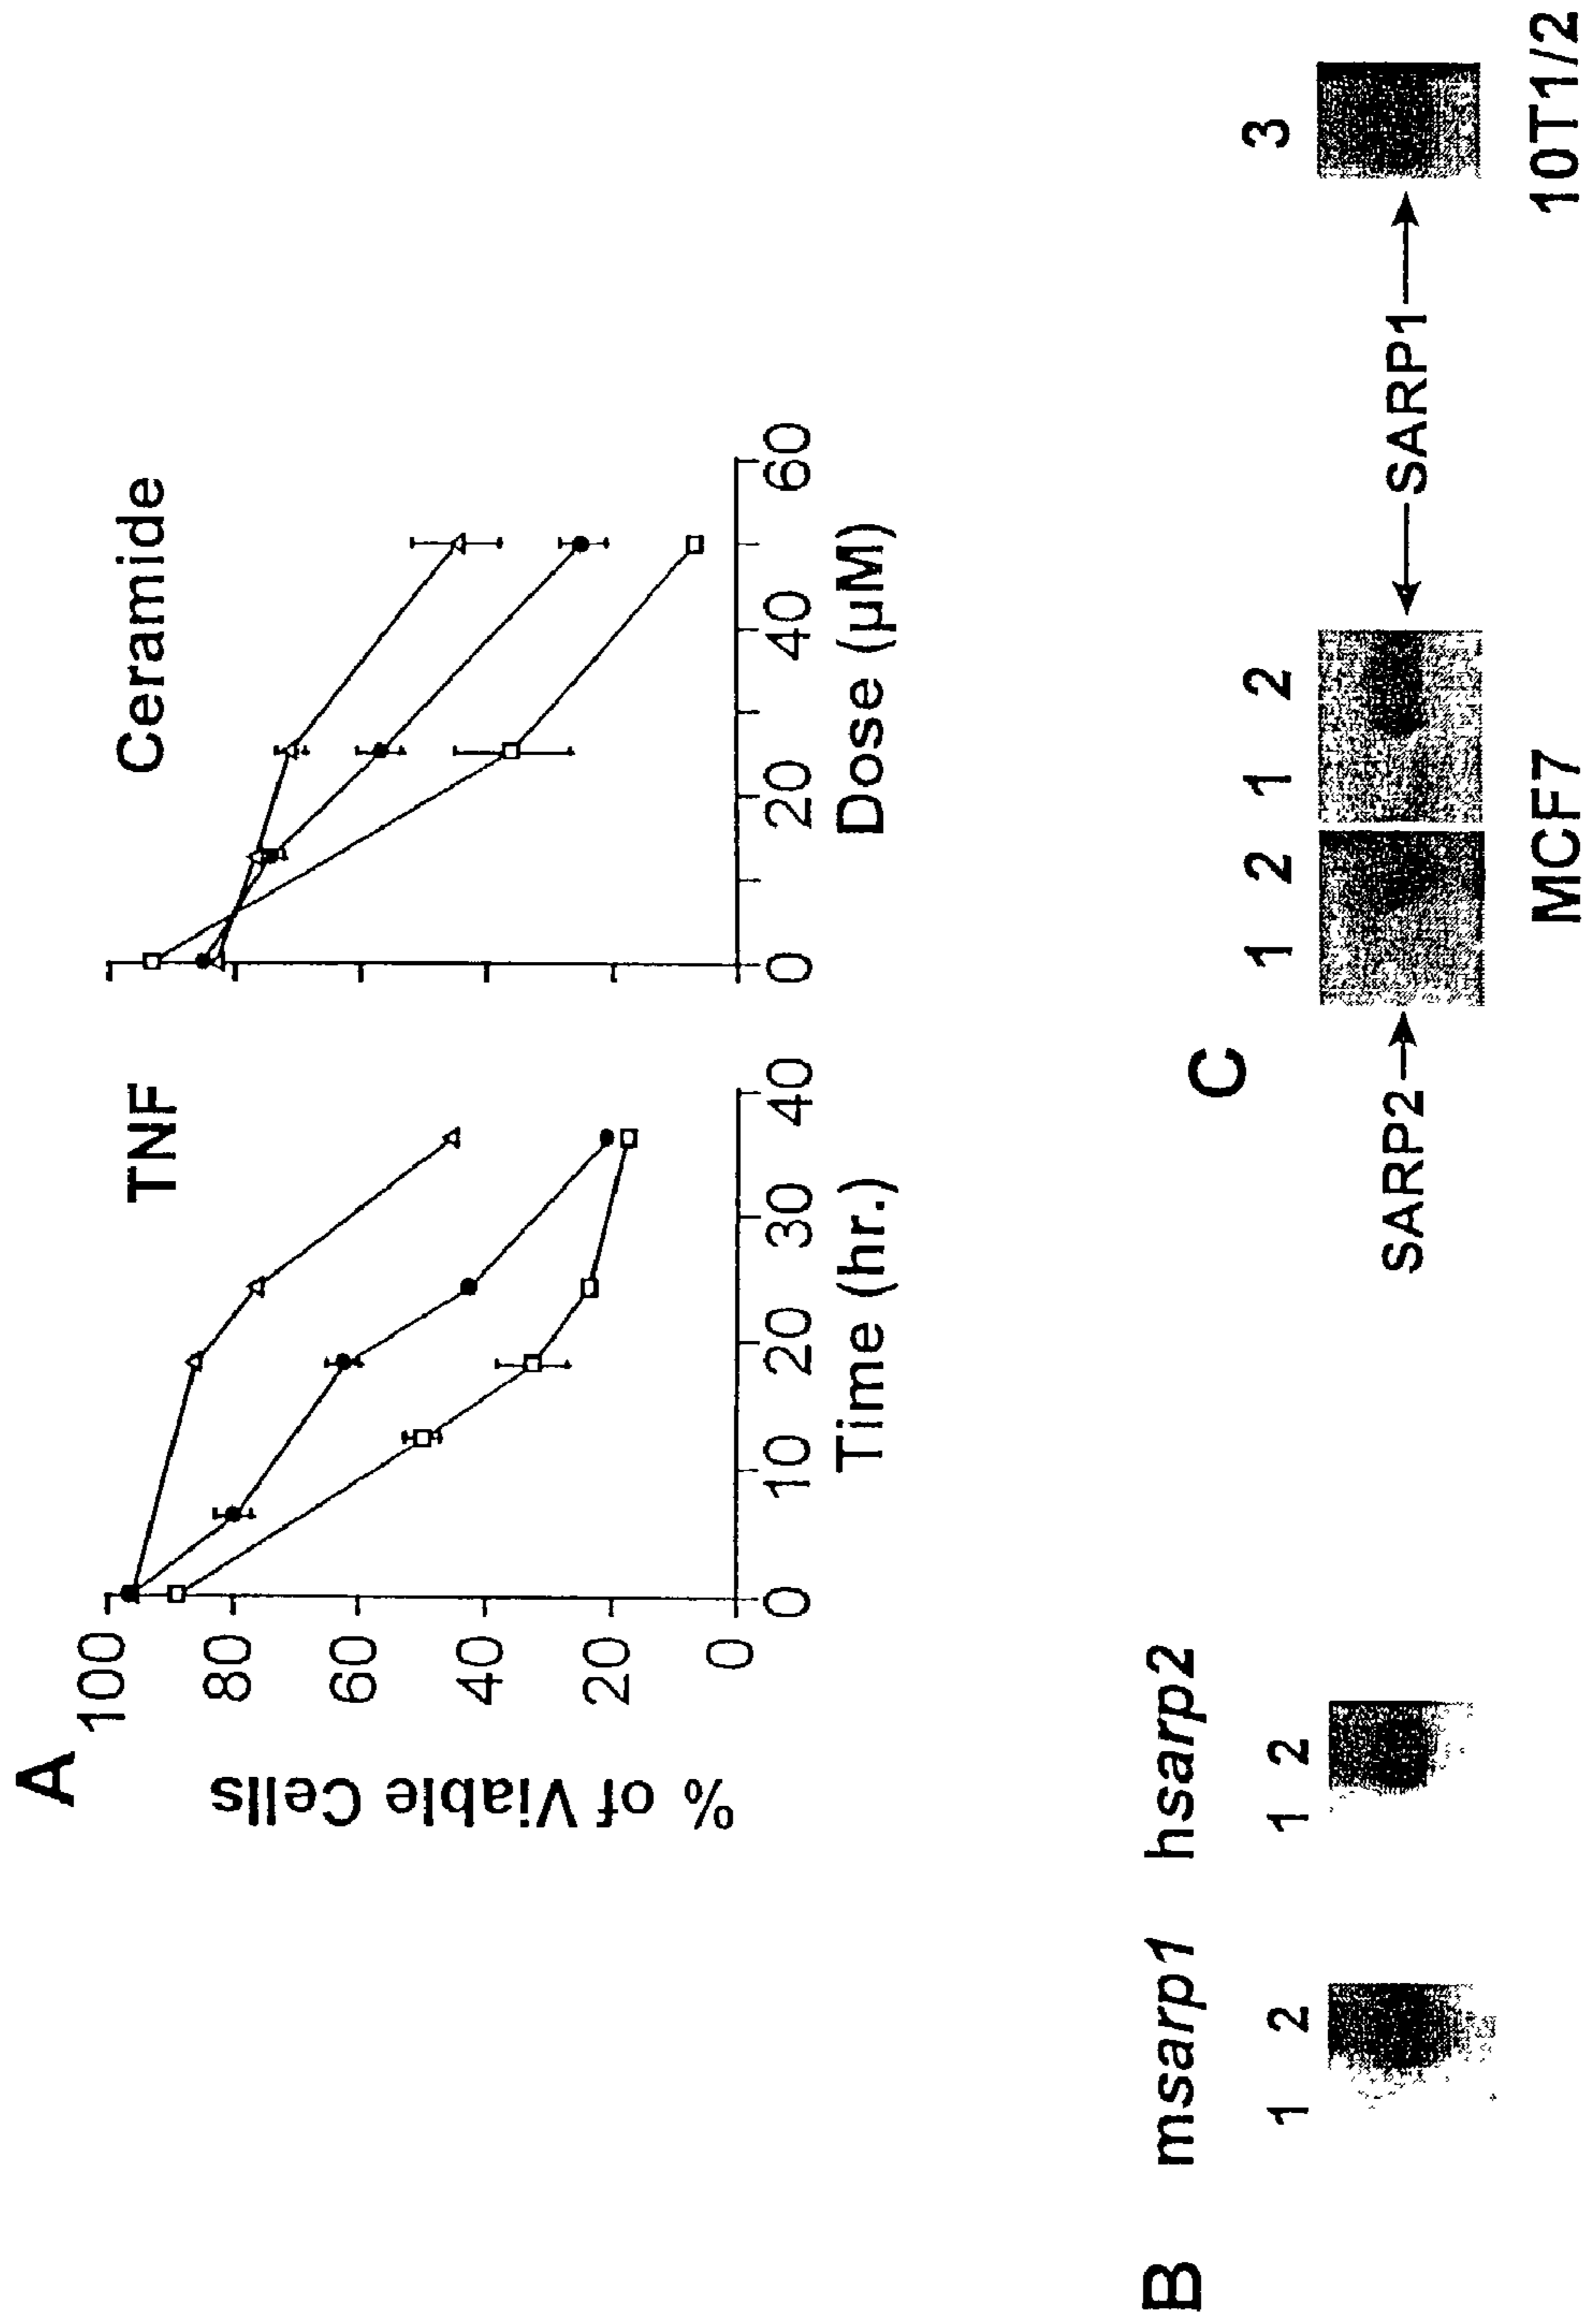 A
TNF
Ceramide
% of Viable Cells
100
80
60
40
20
0
0 10 20 30 40
0 20 40 60
Time (hr.)
Dose (µM)
B
msarp1 hsarp2
1 2 1 2
C
1 2 1 2 3
SARP2 SARP1
MCF7 10T1/2